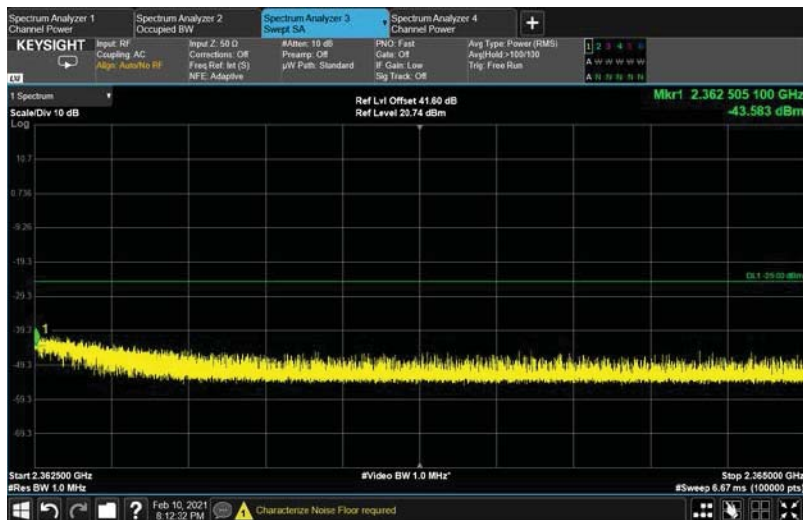 Spectrum Analyzer 1
Channel Power
Spectrum Analyzer 2
Occupied BW
Spectrum Analyzer 3
Swept SA
Spectrum Analyzer 4
Channel Power
+
KEYSIGHT
Input: RF
Coupling: AC
Align: Auto/No RF
Input Z: 50 Ω
Corrections: Off
Freq Ref: Int (S)
NFE: Adaptive
#Atten: 10 dB
Preamp: Off
µW Path: Standard
PNO: Fast
Gate: Off
IF Gain: Low
Sig Track: Off
Avg Type: Power (RMS)
Avg|Hold:>100/100
Trig: Free Run
1 2 3 4 5 6
A W W W W W
A N N N N N
LXI
1 Spectrum
Scale/Div 10 dB
Log
Ref Lvl Offset 41.60 dB
Ref Level 20.74 dBm
Mkr1 2.362 505 100 GHz
-43.583 dBm
10.7
0.736
-9.26
-19.3
DL1 -25.00 dBm
-29.3
-39.3
1
-49.3
-59.3
-69.3
Start 2.362500 GHz
#Res BW 1.0 MHz
#Video BW 1.0 MHz*
Stop 2.365000 GHz
#Sweep 6.67 ms (100000 pts)
?
Feb 10, 2021
8:12:32 PM
Characterize Noise Floor required